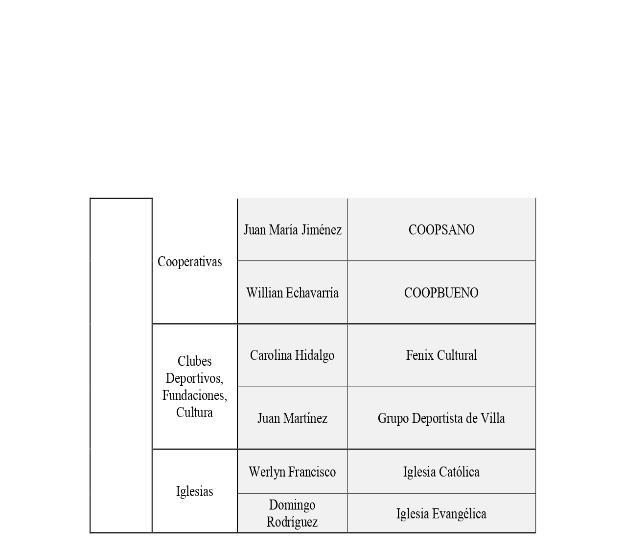 Cooperativas
Juan María Jiménez
COOPSANO
Willian Echavarria
COOPBUENO
Clubes
Deportivos,
Fundaciones,
Cultura
Carolina Hidalgo
Fenix Cultural
Juan Martínez
Grupo Deportista de Villa
Iglesias
Werlyn Francisco
Iglesia Católica
Domingo
Rodríguez
Iglesia Evangélica